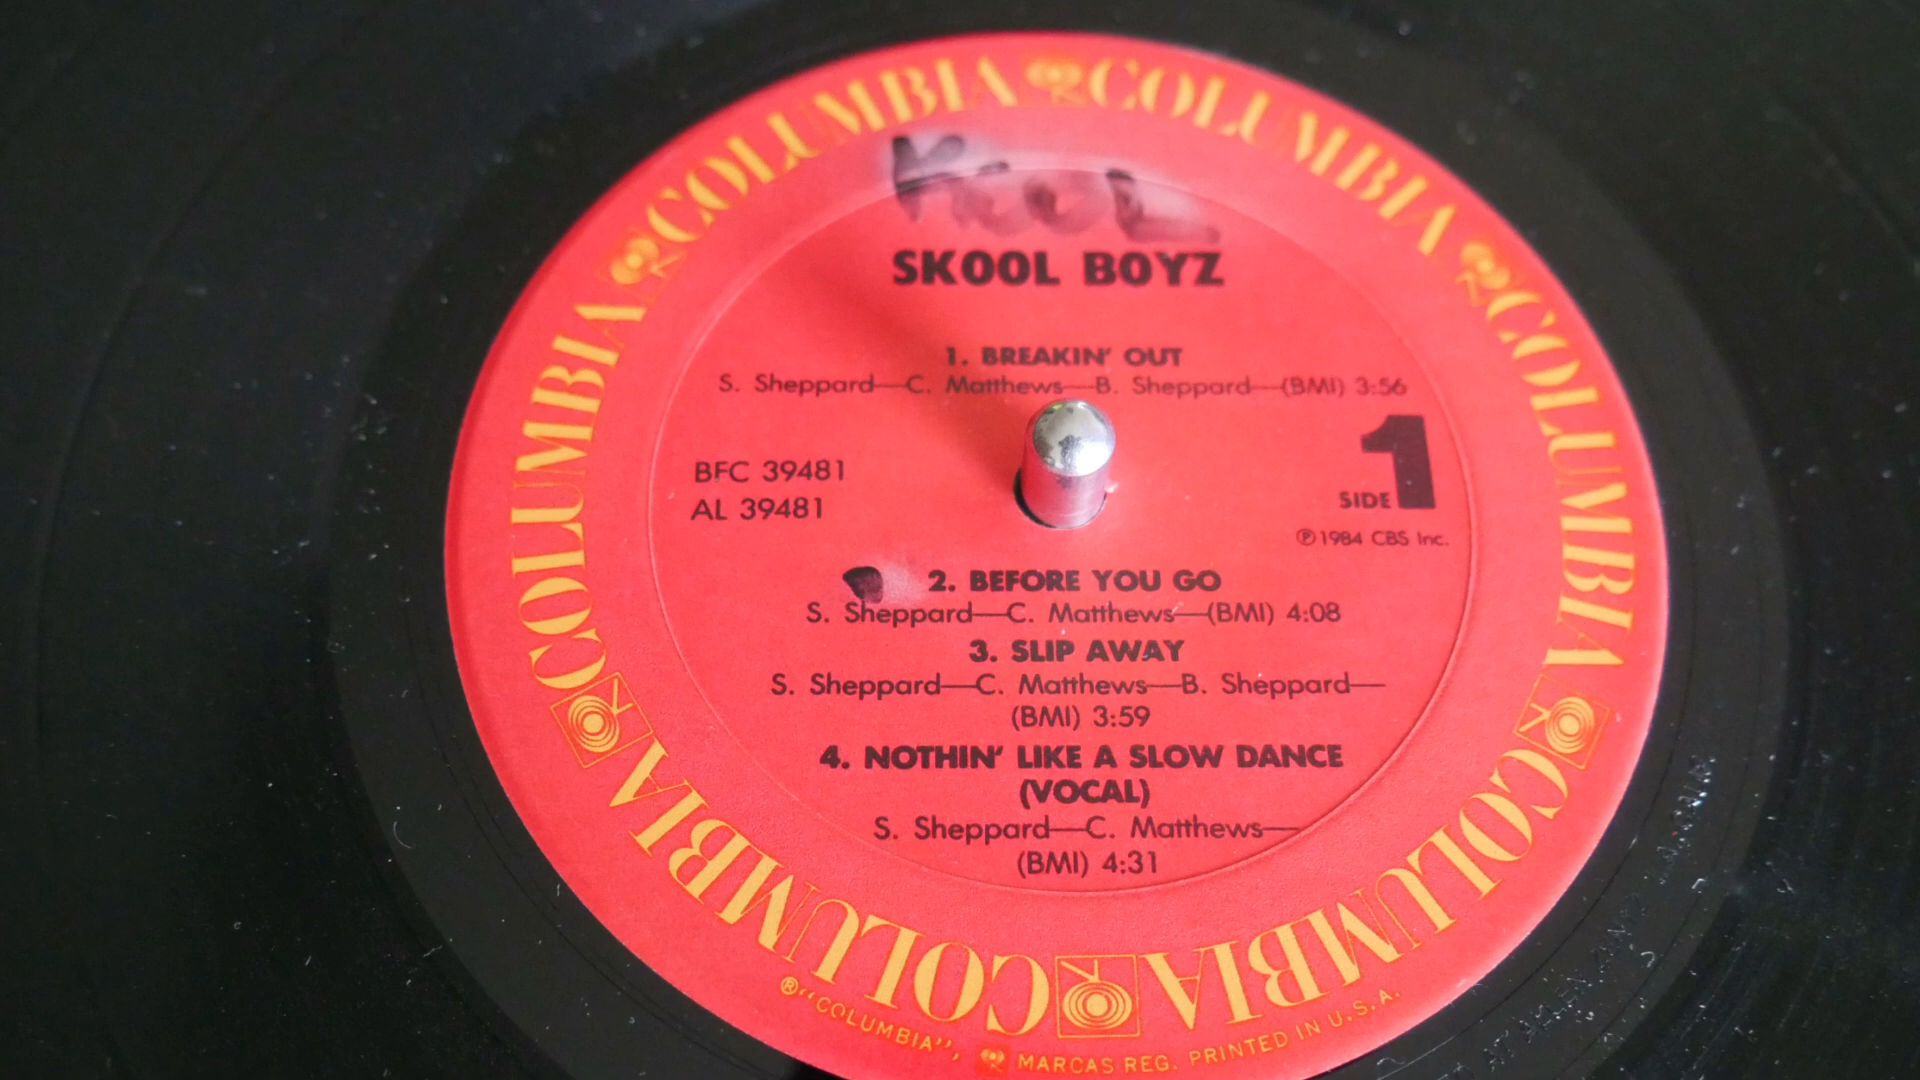 COLUMBIA COLUMBIA COLUMBIA COLUMBIA COLUMBIA COLUMBIA COLUMBIA COLUMBIA
KOOL
SKOOL BOYZ
1. BREAKIN' OUT
S. Sheppard—C. Matthews—B. Sheppard—(BMI) 3:56
BFC 39481
AL 39481
SIDE 1
℗1984 CBS Inc.
2. BEFORE YOU GO
S. Sheppard—C. Matthews—(BMI) 4:08
3. SLIP AWAY
S. Sheppard—C. Matthews—B. Sheppard—
(BMI) 3:59
4. NOTHIN' LIKE A SLOW DANCE
(VOCAL)
S. Sheppard—C. Matthews—
(BMI) 4:31
®"COLUMBIA", MARCAS REG. PRINTED IN U.S.A.